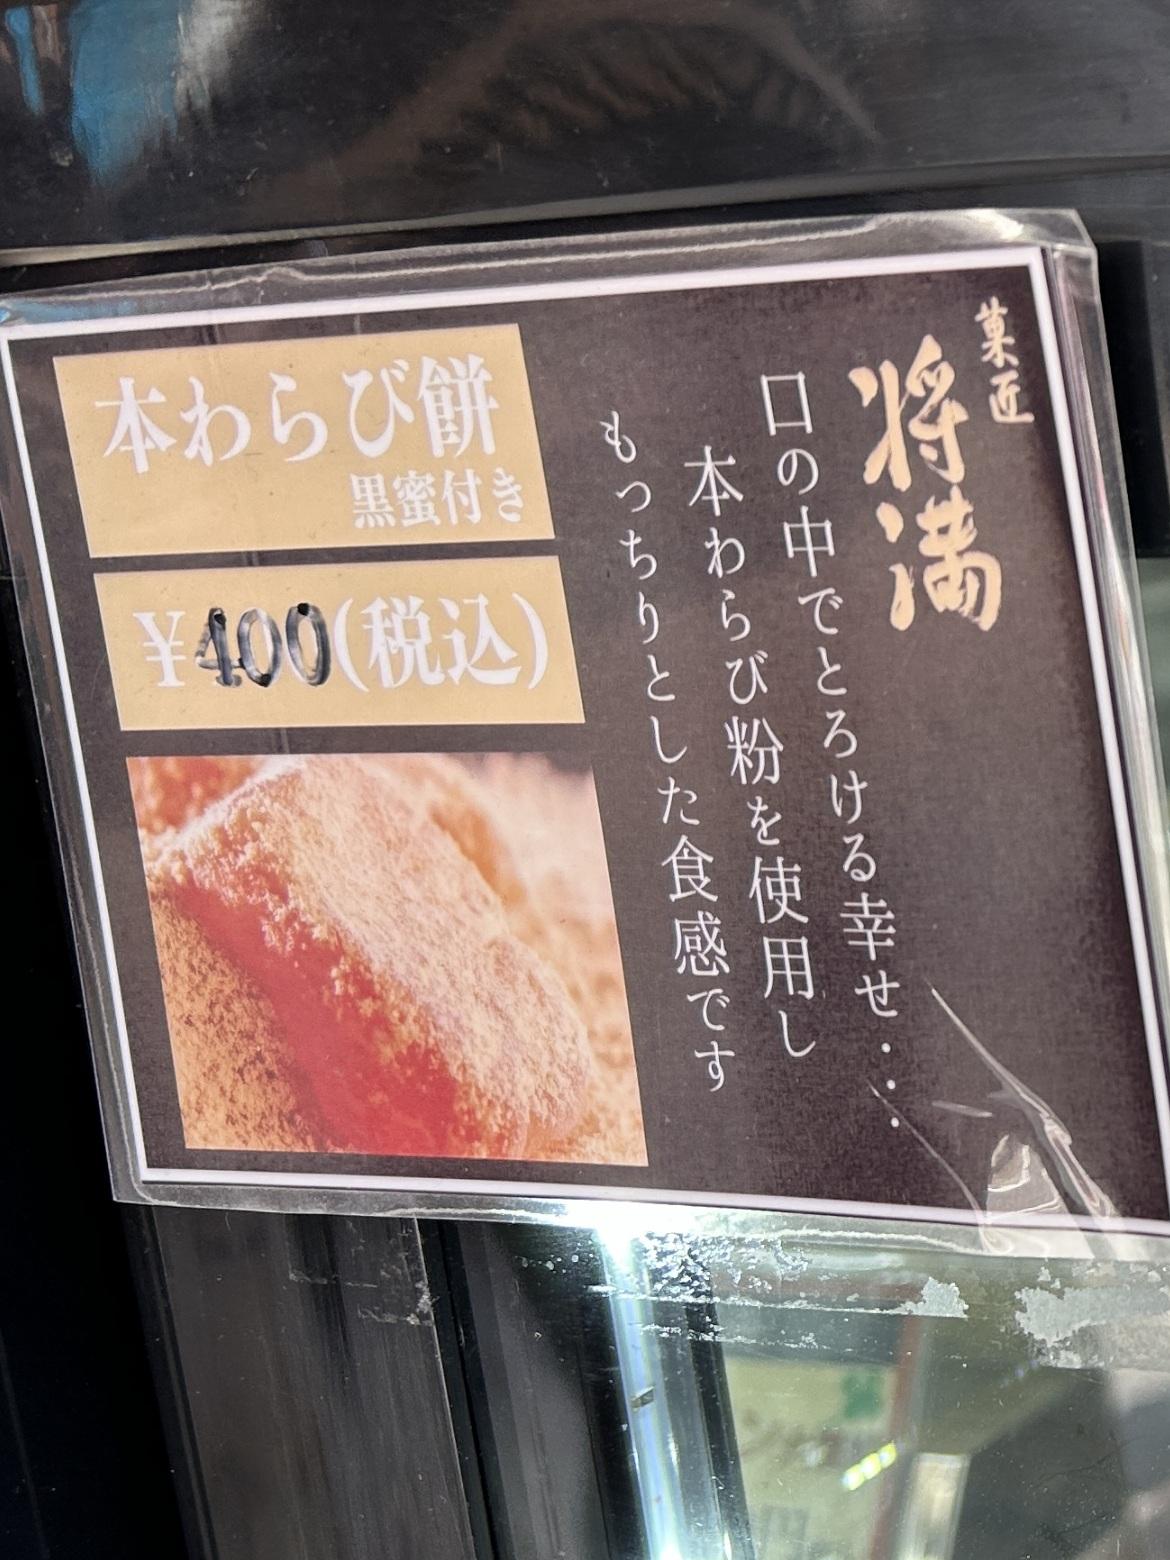 菓匠
将満
口の中でとろける幸せ・・・
本わらび粉を使用し
もっちりとした食感です
本わらび餅
黒蜜付き
¥400(税込)